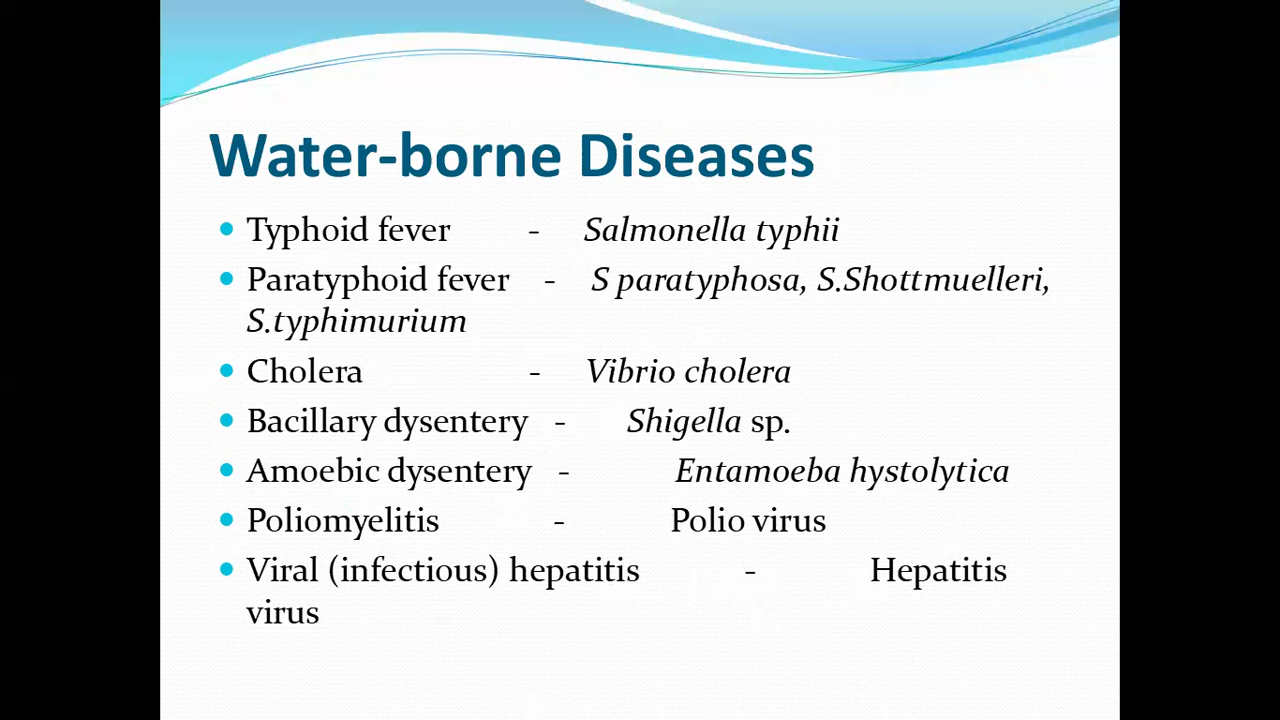 Water-borne Diseases
Typhoid fever - Salmonella typhii
Paratyphoid fever - S paratyphosa, S.Shottmuelleri,
S.typhimurium
Cholera - Vibrio cholera
Bacillary dysentery - Shigella sp.
Amoebic dysentery - Entamoeba hystolytica
Poliomyelitis - Polio virus
Viral (infectious) hepatitis - Hepatitis
virus